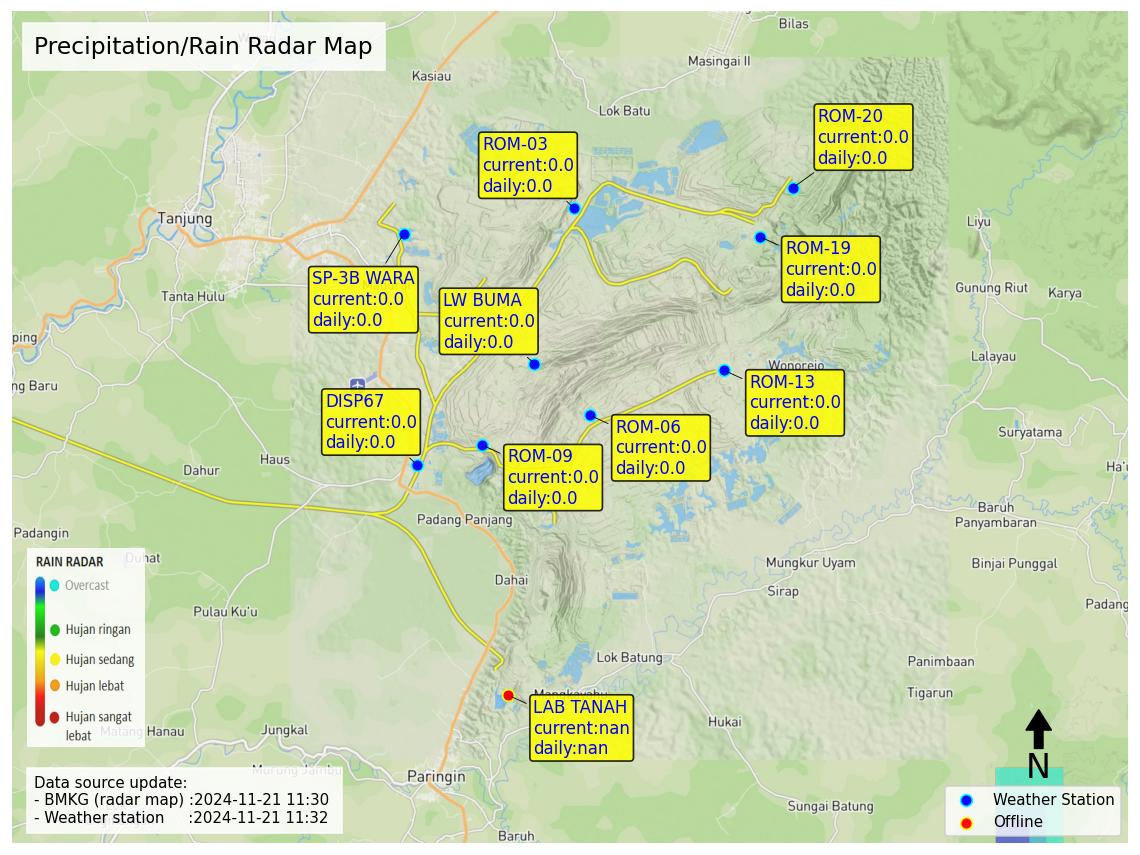 Precipitation/Rain Radar Map
Bilas
Masingai II
Kasiau
Lok Batu
ROM-20
current:0.0
daily:0.0
ROM-03
current:0.0
daily:0.0
Tanjung
Liyu
ROM-19
current:0.0
daily:0.0
SP-3B WARA
current:0.0
daily:0.0
Tanta Hulu
LW BUMA
current:0.0
daily:0.0
Gunung Riut
Karya
ping
Lalayau
Wonorejo
ng Baru
ROM-13
current:0.0
daily:0.0
DISP67
current:0.0
daily:0.0
ROM-06
current:0.0
daily:0.0
Suryatama
ROM-09
current:0.0
daily:0.0
Haus
Dahur
Ha'u
Baruh
Panyambaran
Padang Panjang
Padangin
Duhat
Mungkur Uyam
Binjai Punggal
RAIN RADAR
Overcast
Hujan ringan
Hujan sedang
Hujan lebat
Hujan sangat
lebat
Dahai
Sirap
Padang
Pulau Ku'u
Lok Batung
Panimbaan
Tigarun
Mangkayahu
LAB TANAH
current:nan
daily:nan
Hukai
Matang Hanau
Jungkal
Murung Jambu
Paringin
N
Data source update:
- BMKG (radar map) :2024-11-21 11:30
- Weather station :2024-11-21 11:32
Sungai Batung
Baruh
Weather Station
Offline